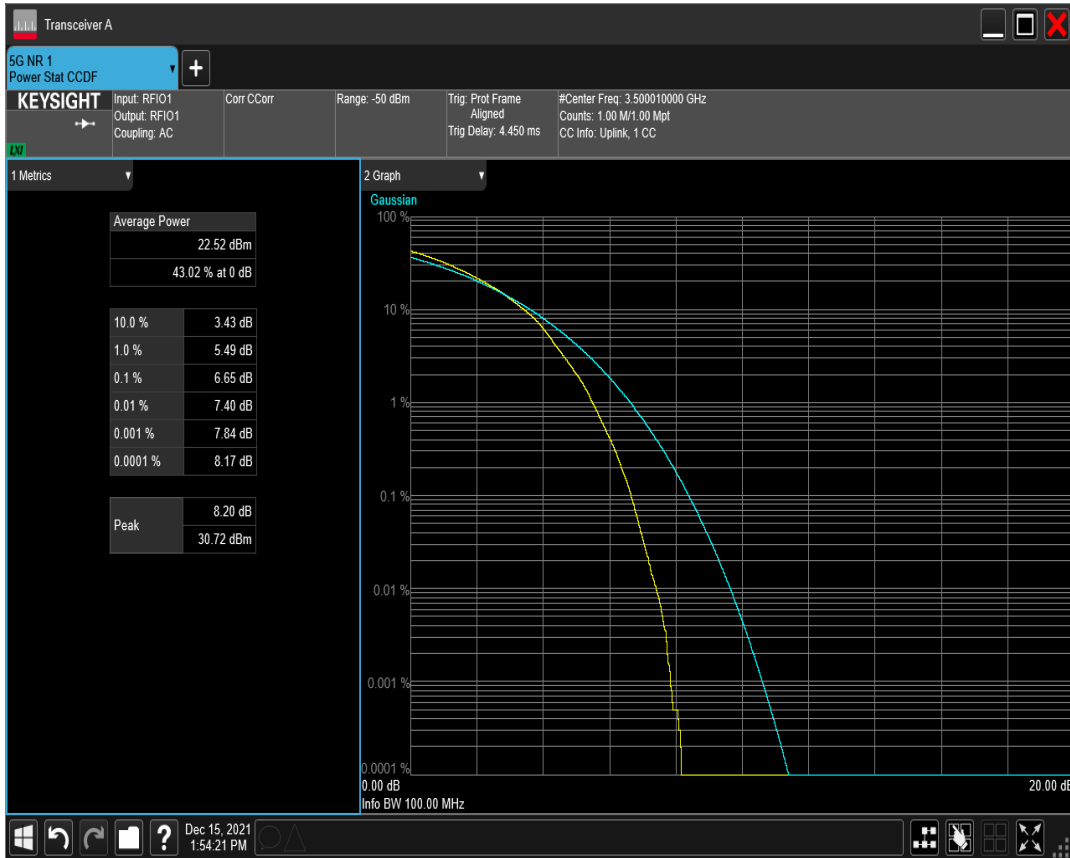 Transceiver A
5G NR 1
Power Stat CCDF
+
KEYSIGHT
LXI
Input: RFIO1
Output: RFIO1
Coupling: AC
Corr CCorr
Range: -50 dBm
Trig: Prot Frame
Aligned
Trig Delay: 4.450 ms
#Center Freq: 3.500010000 GHz
Counts: 1.00 M/1.00 Mpt
CC Info: Uplink, 1 CC
1 Metrics
Average Power
22.52 dBm
43.02 % at 0 dB
10.0 % 3.43 dB
1.0 % 5.49 dB
0.1 % 6.65 dB
0.01 % 7.40 dB
0.001 % 7.84 dB
0.0001 % 8.17 dB
Peak
8.20 dB
30.72 dBm
2 Graph
Gaussian
100 %
10 %
1 %
0.1 %
0.01 %
0.001 %
0.0001 %
0.00 dB 20.00 dB
Info BW 100.00 MHz
?
Dec 15, 2021
1:54:21 PM